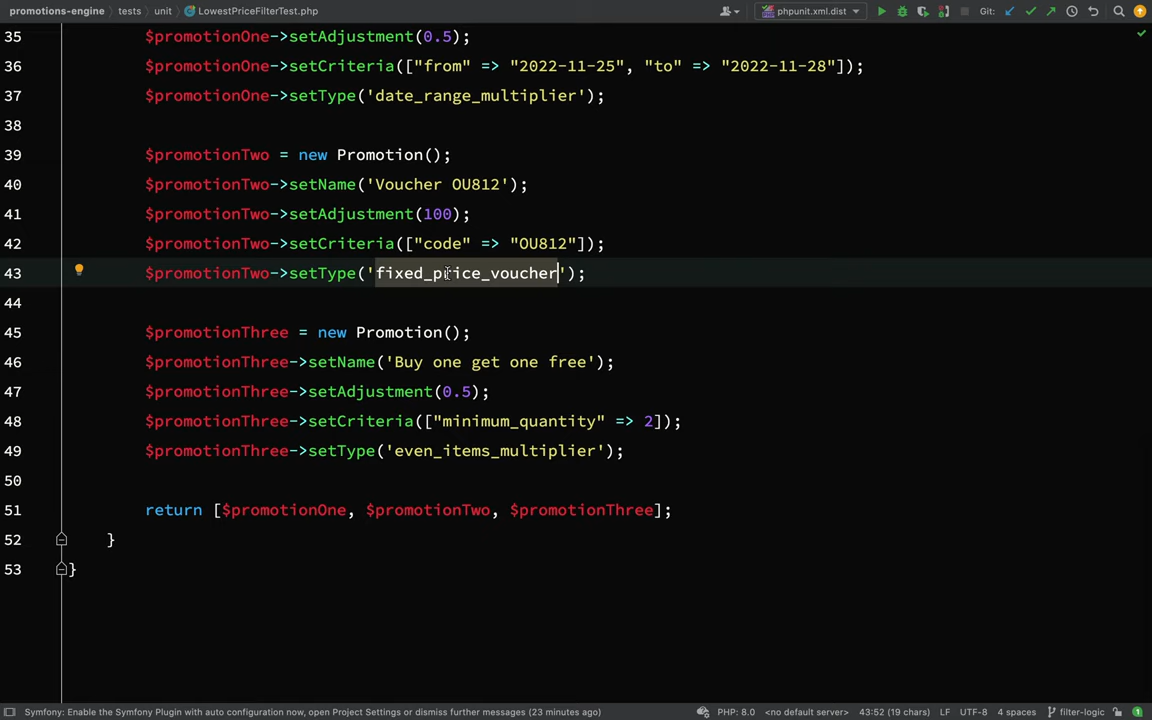 promotions-engine tests unit LowestPriceFilterTest.php phpunit.xml.dist Git:
35 $promotionOne->setAdjustment(0.5);
36 $promotionOne->setCriteria(["from" => "2022-11-25", "to" => "2022-11-28"]);
37 $promotionOne->setType('date_range_multiplier');
38
39 $promotionTwo = new Promotion();
40 $promotionTwo->setName('Voucher OU812');
41 $promotionTwo->setAdjustment(100);
42 $promotionTwo->setCriteria(["code" => "OU812"]);
43 $promotionTwo->setType('fixed_price_voucher');
44
45 $promotionThree = new Promotion();
46 $promotionThree->setName('Buy one get one free');
47 $promotionThree->setAdjustment(0.5);
48 $promotionThree->setCriteria(["minimum_quantity" => 2]);
49 $promotionThree->setType('even_items_multiplier');
50
51 return [$promotionOne, $promotionTwo, $promotionThree];
52 }
53 }
Symfony: Enable the Symfony Plugin with auto configuration now, open Project Settings or dismiss further messages (23 minutes ago) PHP: 8.0 <no default server> 43:52 (19 chars) LF UTF-8 4 spaces filter-logic 1